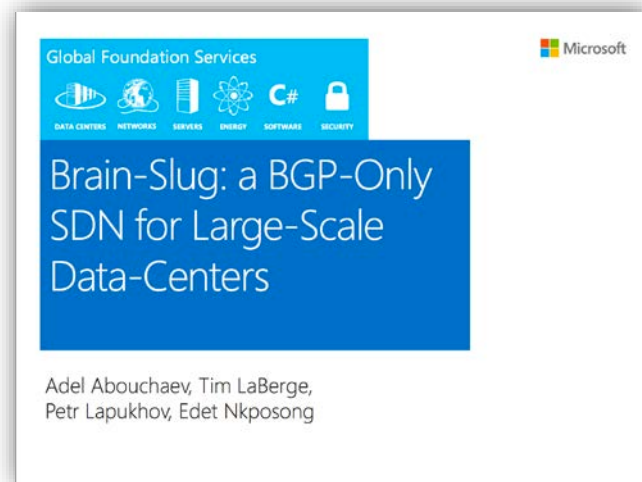 Global Foundation Services
Microsoft
DATA CENTERS NETWORKS SERVERS ENERGY C# SOFTWARE SECURITY
Brain-Slug: a BGP-Only
SDN for Large-Scale
Data-Centers
Adel Abouchaev, Tim LaBerge,
Petr Lapukhov, Edet Nkposong